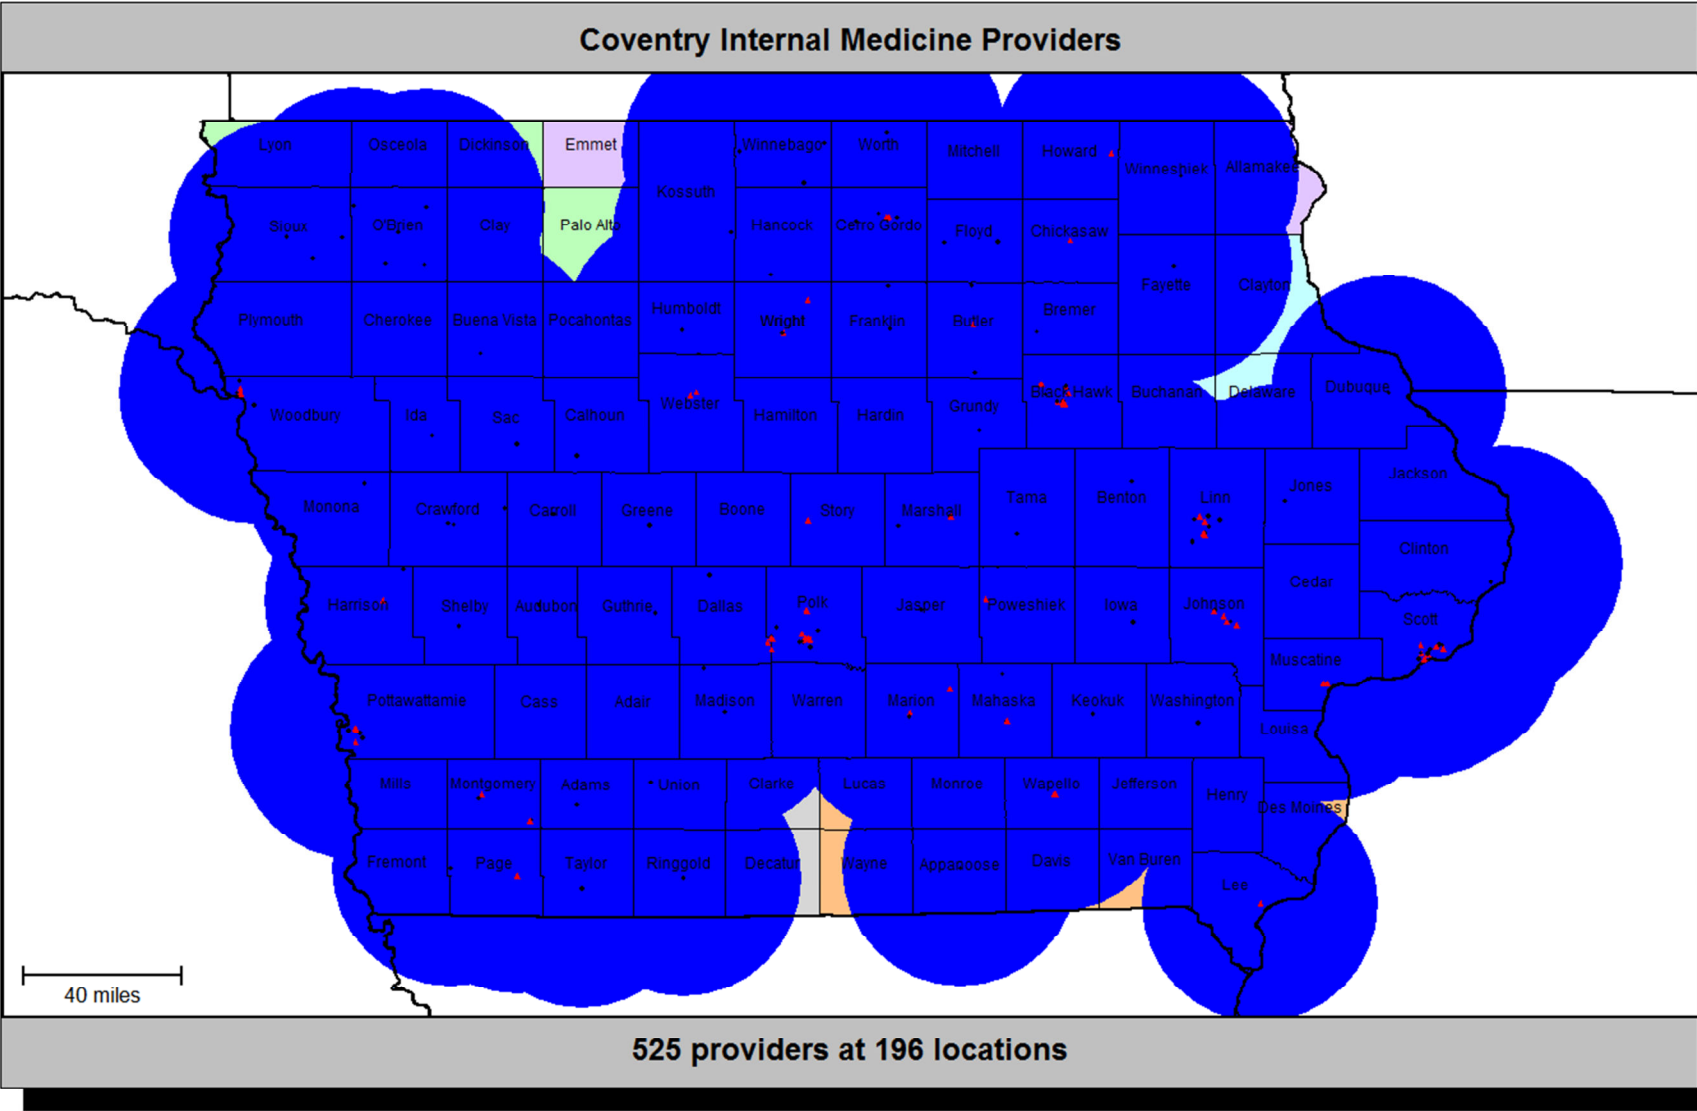 Coventry Internal Medicine Providers
Lyon Osceola Dickinson Emmet Winnebago Worth Mitchell Howard Winneshiek Allamakee
Kossuth
Sioux O'Brien Clay Palo Alto Hancock Cerro Gordo Floyd Chickasaw
Fayette Clayton
Plymouth Cherokee Buena Vista Pocahontas Humboldt Wright Franklin Butler Bremer
Woodbury Ida Sac Calhoun Webster Hamilton Hardin Grundy Black Hawk Buchanan Delaware Dubuque
Monona Crawford Carroll Greene Boone Story Marshall Tama Benton Linn Jones Jackson
Clinton
Cedar
Harrison Shelby Audubon Guthrie Dallas Polk Jasper Poweshiek Iowa Johnson Scott
Muscatine
Pottawattamie Cass Adair Madison Warren Marion Mahaska Keokuk Washington
Louisa
Mills Montgomery Adams Union Clarke Lucas Monroe Wapello Jefferson Henry Des Moines
Fremont Page Taylor Ringgold Decatur Wayne Appanoose Davis Van Buren Lee
40 miles
525 providers at 196 locations